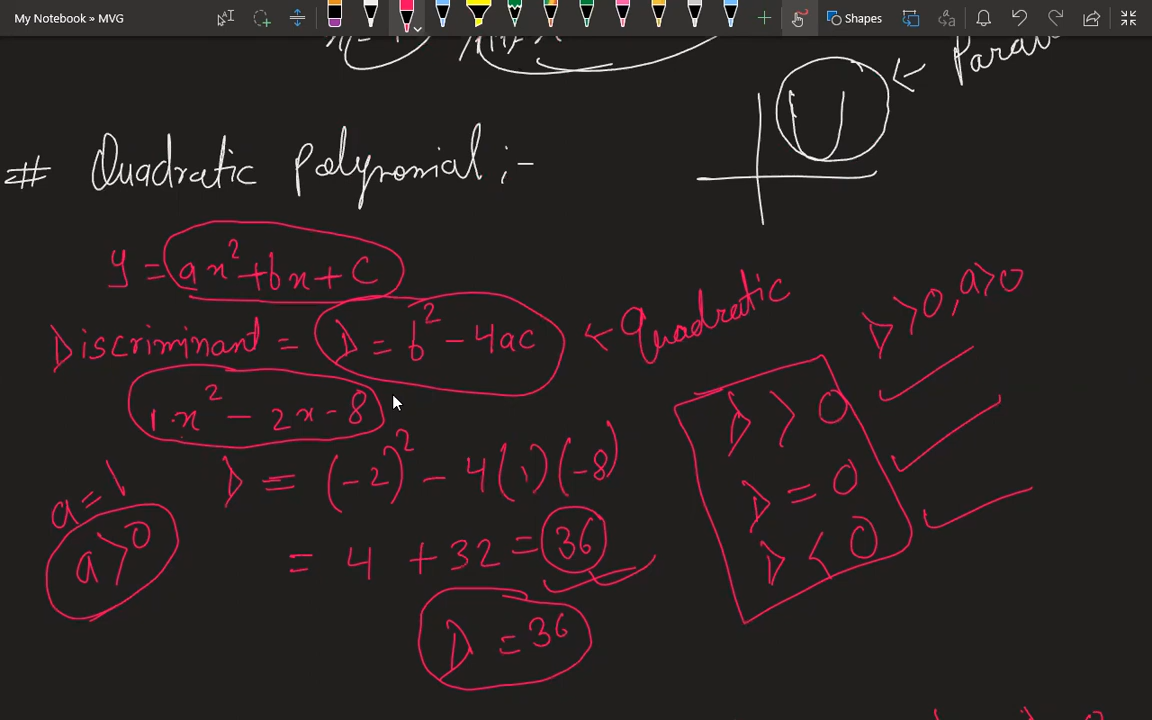 My Notebook » MVG
Shapes
# Quadratic Polynomial :-
y = ax² + bx + c
Discriminant = D = b² - 4ac ← Quadratic
D > 0, a > 0
1·x² - 2x - 8
D > 0
D = 0
D < 0
a = 1
a > 0
D = (-2)² - 4(1)(-8)
= 4 + 32 = 36
D = 36